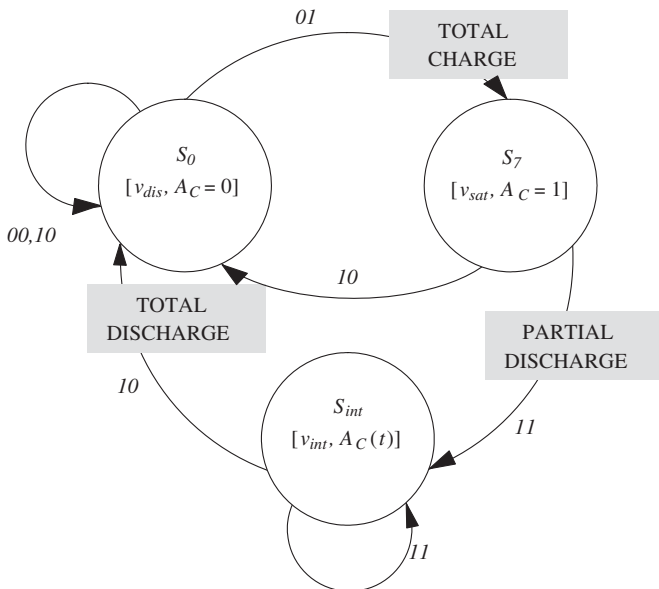 01
TOTAL
CHARGE
S0
[vdis, AC = 0]
S7
[vsat, AC = 1]
00,10
10
TOTAL
DISCHARGE
PARTIAL
DISCHARGE
10
Sint
[vint, AC (t)]
11
11